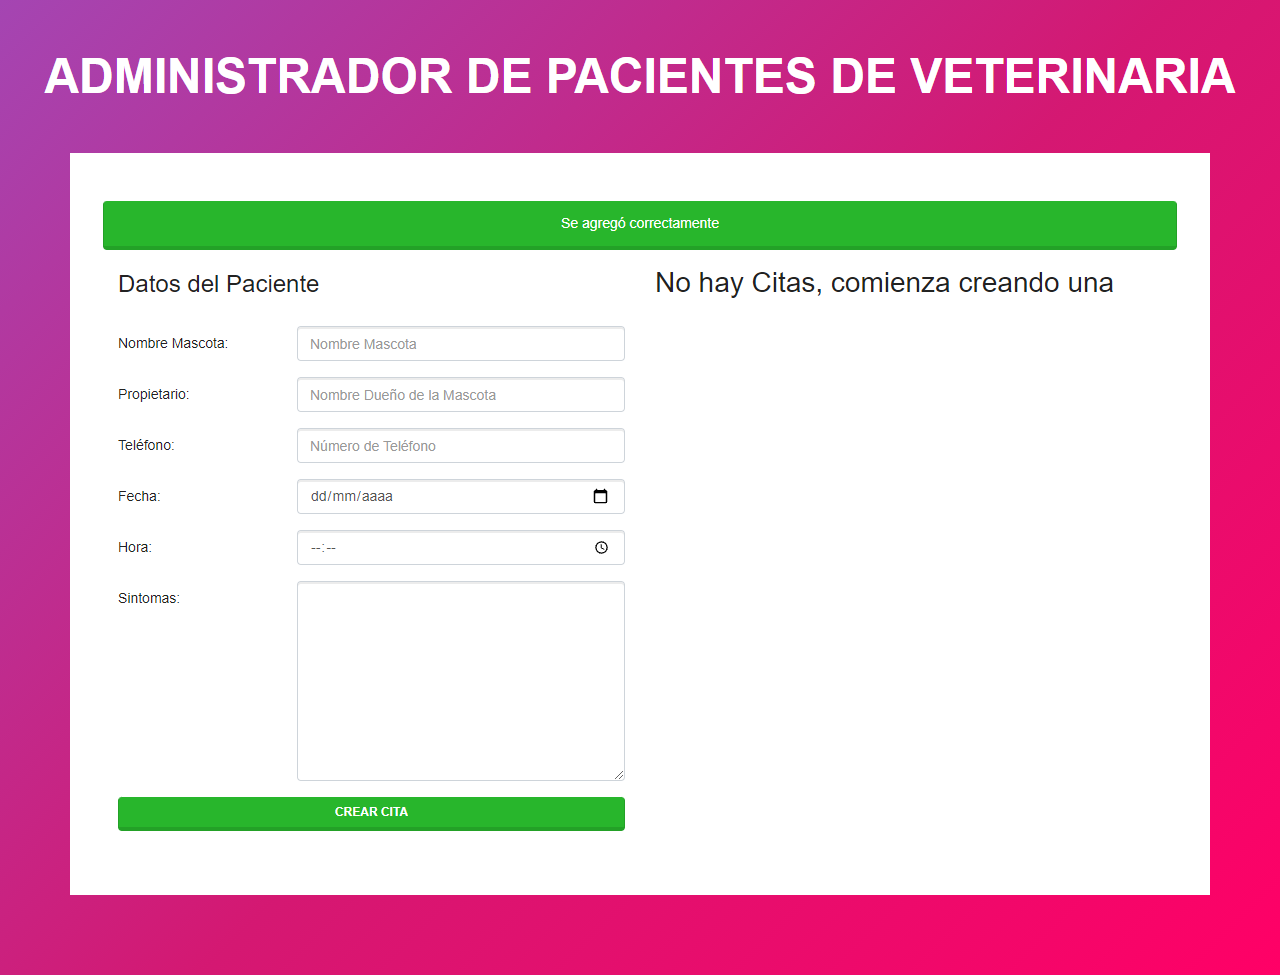 ADMINISTRADOR DE PACIENTES DE VETERINARIA
Se agregó correctamente
Datos del Paciente
Nombre Mascota:
Nombre Mascota
Propietario:
Nombre Dueño de la Mascota
Teléfono:
Número de Teléfono
Fecha:
dd/mm/aaaa
Hora:
--:--
Sintomas:
CREAR CITA
No hay Citas, comienza creando una